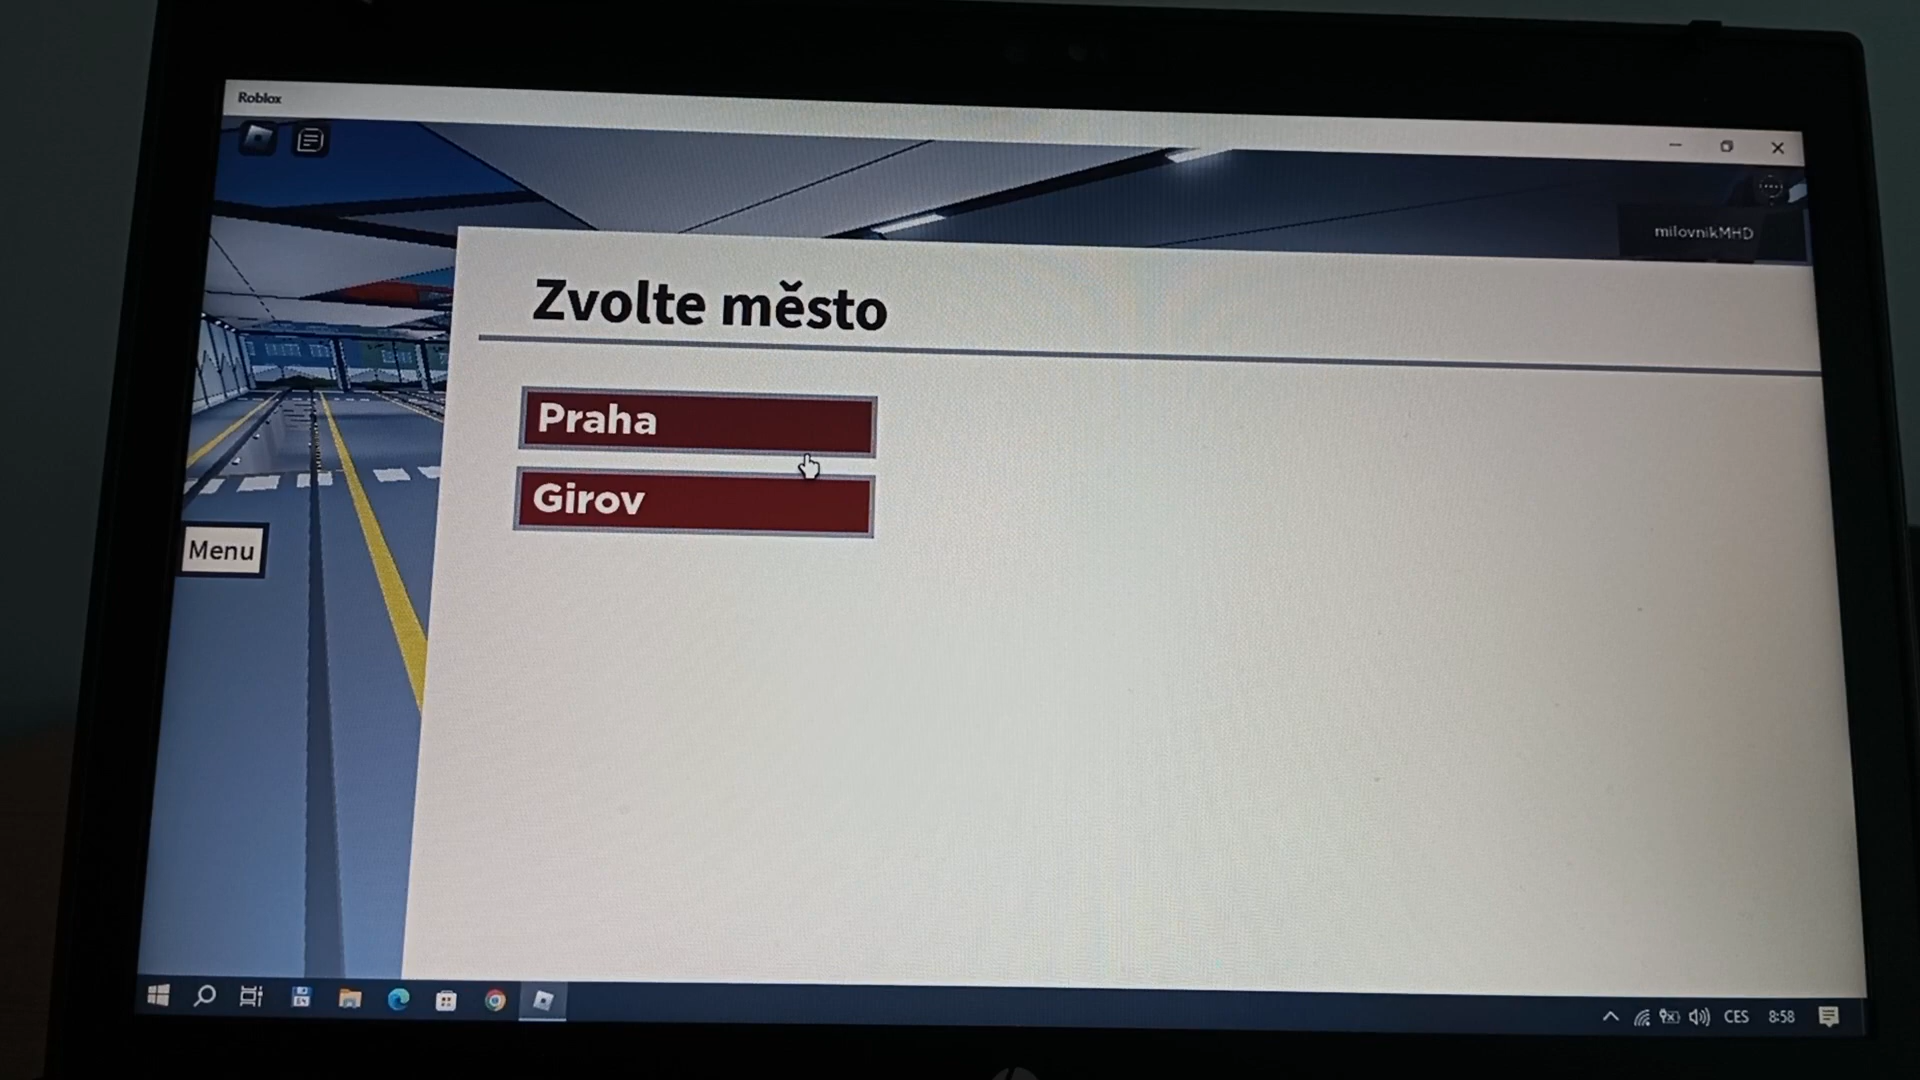 Roblox
milovnikMHD
Zvolte město
Praha
Girov
Menu
CES
8:58